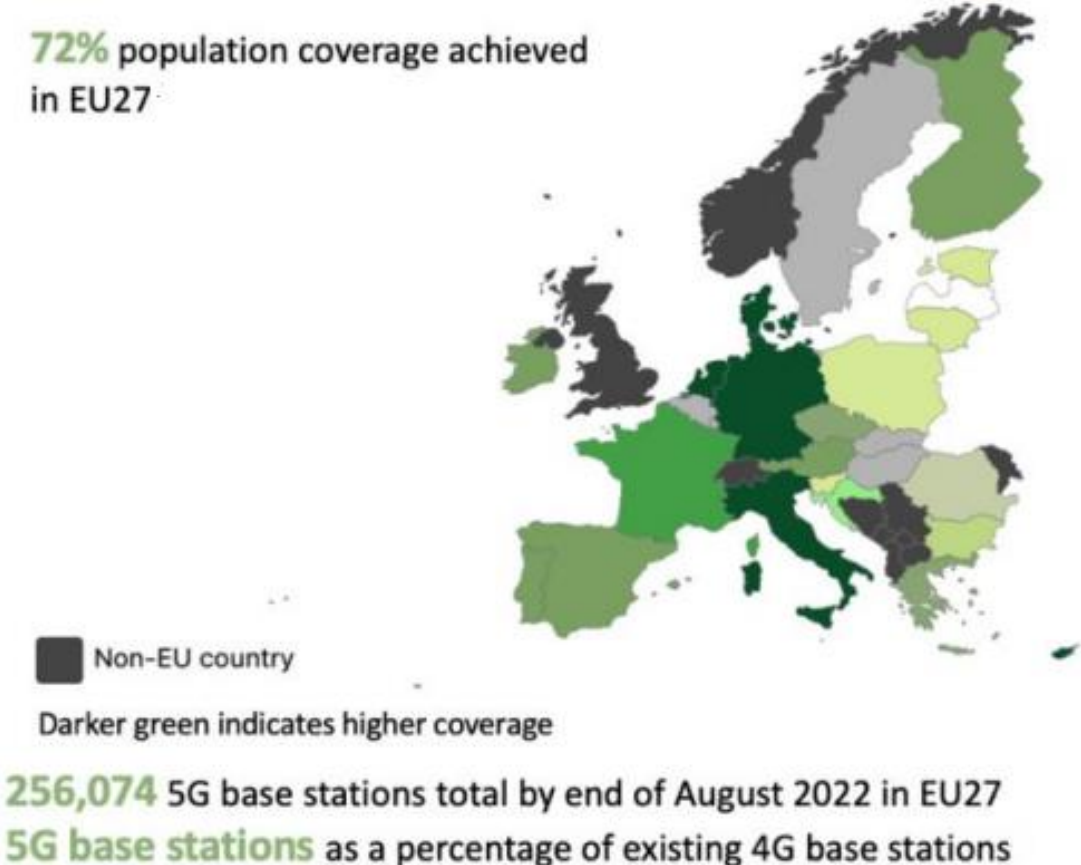 72% population coverage achieved
in EU27
Non-EU country
Darker green indicates higher coverage
256,074 5G base stations total by end of August 2022 in EU27
5G base stations as a percentage of existing 4G base stations